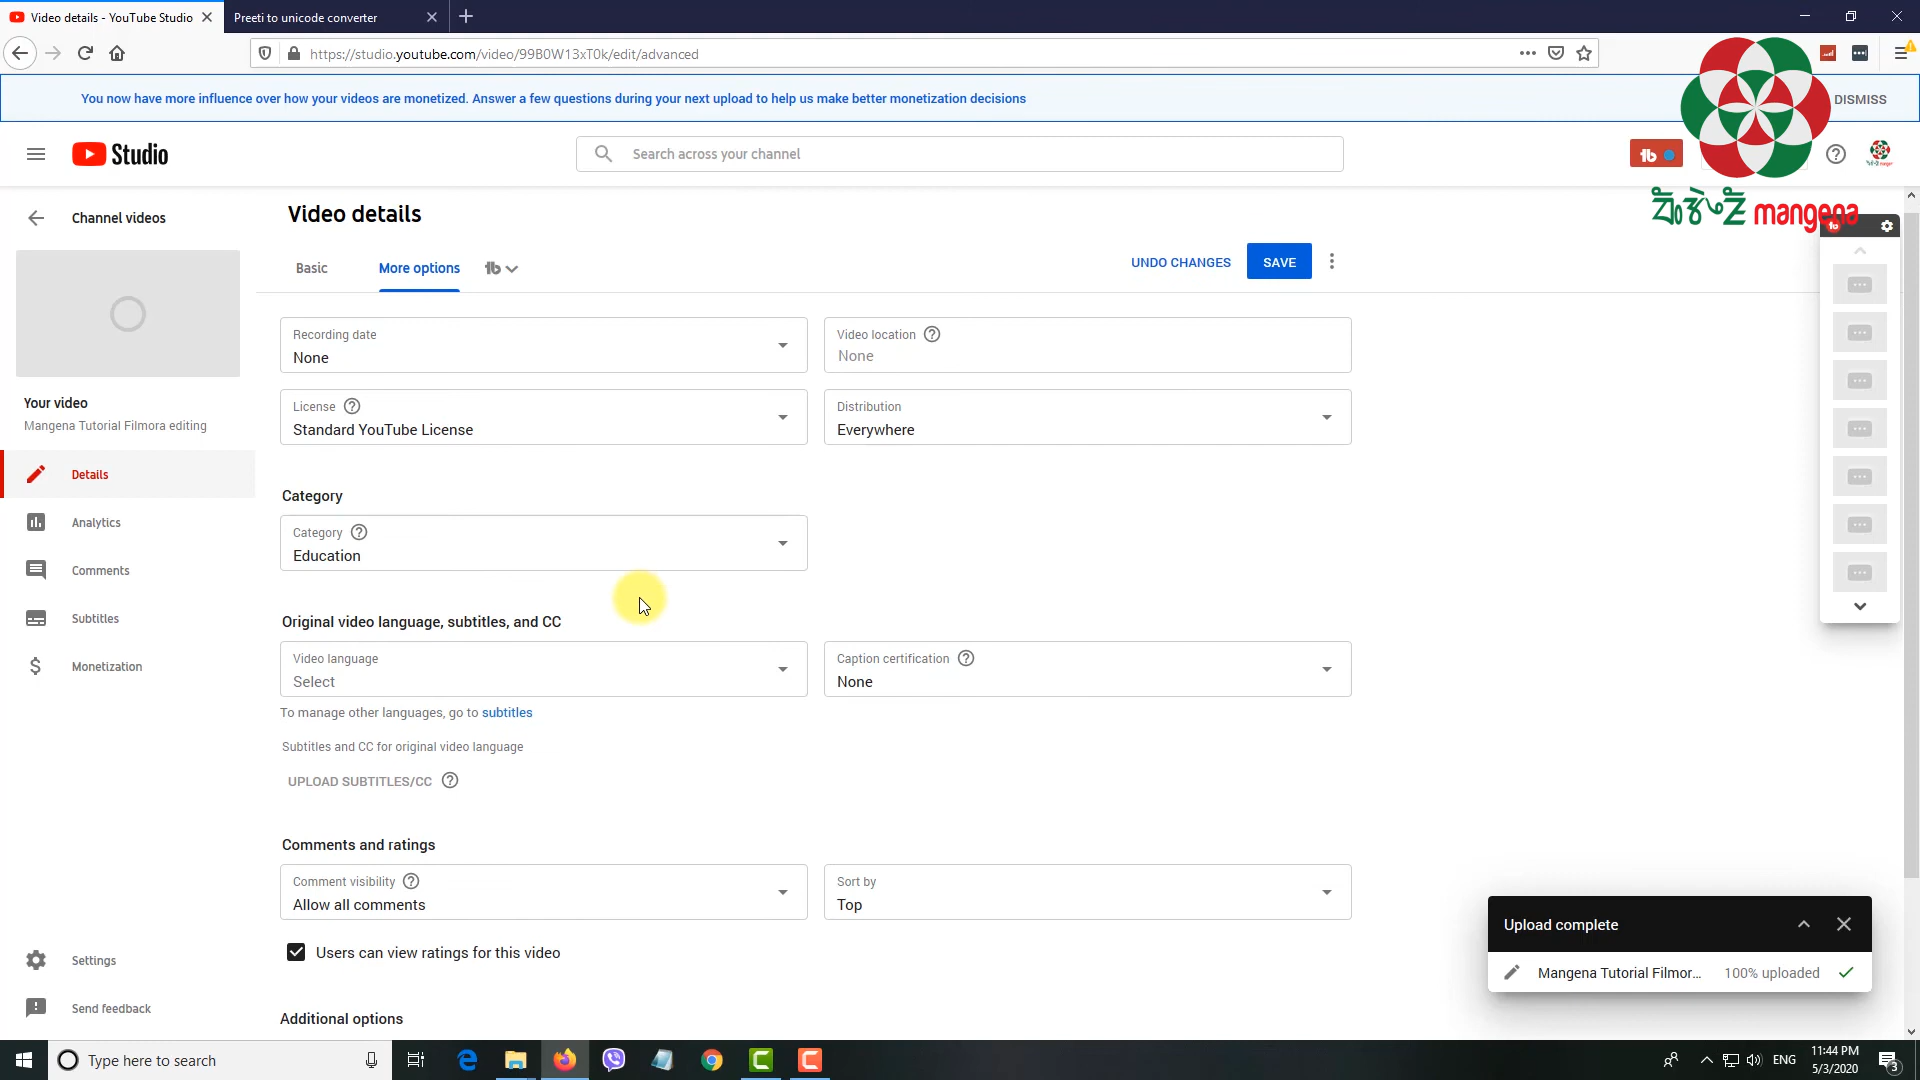 Video details - YouTube Studio
Preeti to unicode converter
https://studio.youtube.com/video/99B0W13xT0k/edit/advanced
You now have more influence over how your videos are monetized. Answer a few questions during your next upload to help us make better monetization decisions
DISMISS
Studio
Search across your channel
mangena
Channel videos
Video details
Basic
More options
UNDO CHANGES
SAVE
Recording date
None
Video location
None
License
Standard YouTube License
Distribution
Everywhere
Your video
Mangena Tutorial Filmora editing
Details
Analytics
Comments
Subtitles
Monetization
Settings
Send feedback
Category
Category
Education
Original video language, subtitles, and CC
Video language
Select
Caption certification
None
To manage other languages, go to subtitles
Subtitles and CC for original video language
UPLOAD SUBTITLES/CC
Comments and ratings
Comment visibility
Allow all comments
Sort by
Top
Users can view ratings for this video
Additional options
Upload complete
Mangena Tutorial Filmor...
100% uploaded
Type here to search
ENG
11:44 PM
5/3/2020
3